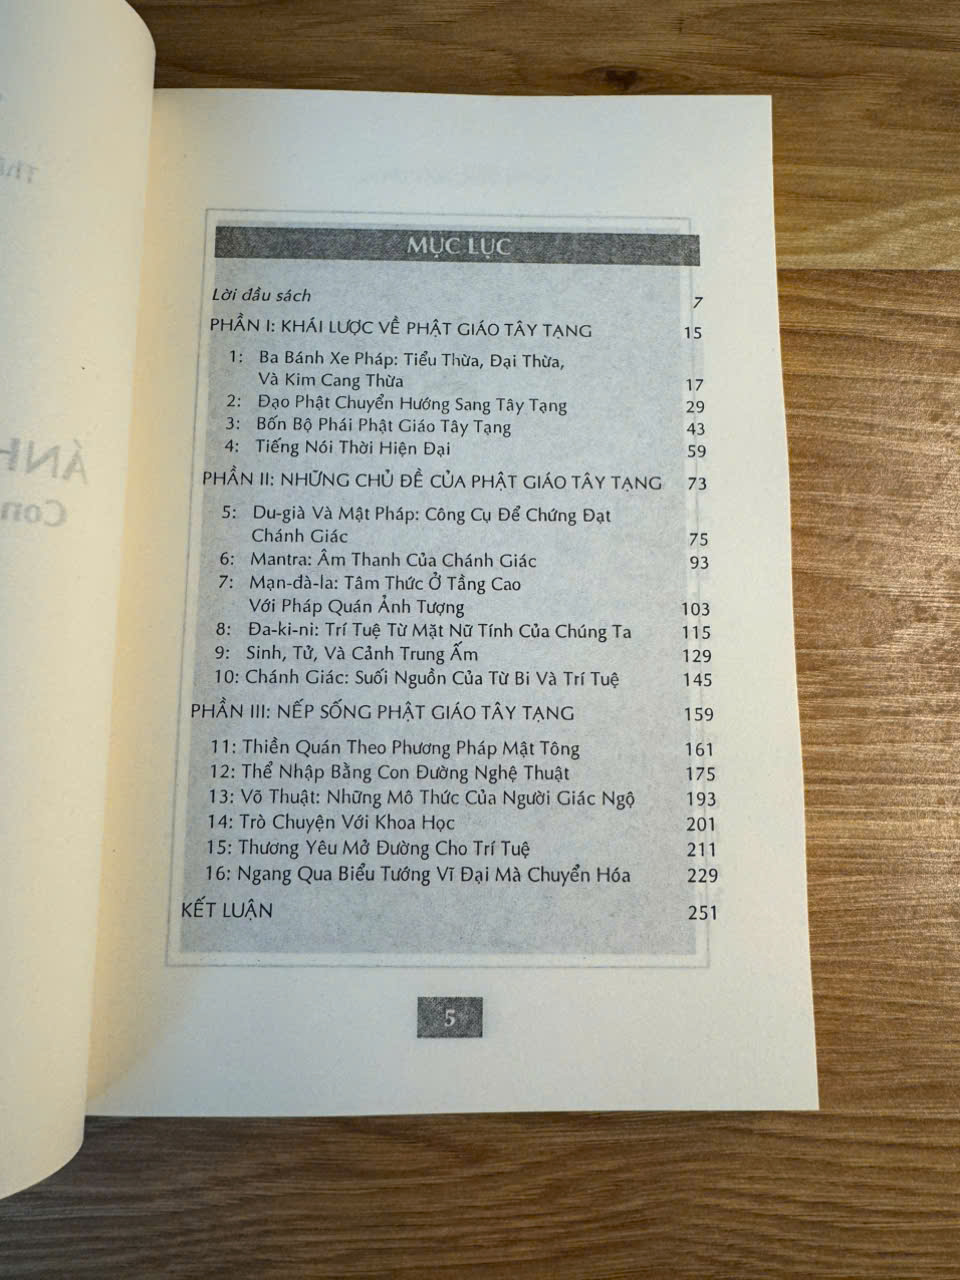 MỤC LỤC
Lời đầu sách 7
PHẦN I: KHÁI LƯỢC VỀ PHẬT GIÁO TÂY TẠNG 15
1: Ba Bánh Xe Pháp: Tiểu Thừa, Đại Thừa,
Và Kim Cang Thừa 17
2: Đạo Phật Chuyển Hướng Sang Tây Tạng 29
3: Bốn Bộ Phái Phật Giáo Tây Tạng 43
4: Tiếng Nói Thời Hiện Đại 59
PHẦN II: NHỮNG CHỦ ĐỀ CỦA PHẬT GIÁO TÂY TẠNG 73
5: Du-già Và Mật Pháp: Công Cụ Để Chứng Đạt
Chánh Giác 75
6: Mantra: Âm Thanh Của Chánh Giác 93
7: Mạn-đà-la: Tâm Thức Ở Tầng Cao
Với Pháp Quán Ảnh Tượng 103
8: Đa-ki-ni: Trí Tuệ Từ Mặt Nữ Tính Của Chúng Ta 115
9: Sinh, Tử, Và Cảnh Trung Ấm 129
10: Chánh Giác: Suối Nguồn Của Từ Bi Và Trí Tuệ 145
PHẦN III: NẾP SỐNG PHẬT GIÁO TÂY TẠNG 159
11: Thiền Quán Theo Phương Pháp Mật Tông 161
12: Thể Nhập Bằng Con Đường Nghệ Thuật 175
13: Võ Thuật: Những Mô Thức Của Người Giác Ngộ 193
14: Trò Chuyện Với Khoa Học 201
15: Thương Yêu Mở Đường Cho Trí Tuệ 211
16: Ngang Qua Biểu Tướng Vĩ Đại Mà Chuyển Hóa 229
KẾT LUẬN 251
5